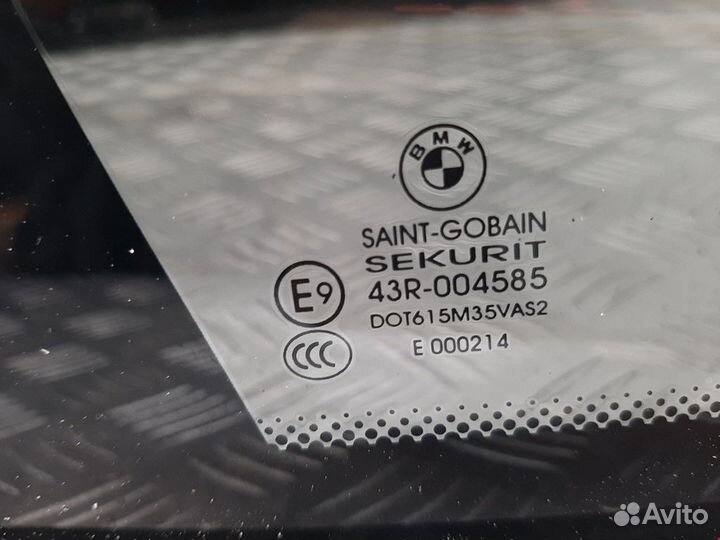 BMW
SAINT-GOBAIN
SEKURIT
E9 43R-004585
DOT615M35VAS2
CCC E 000214
Avito